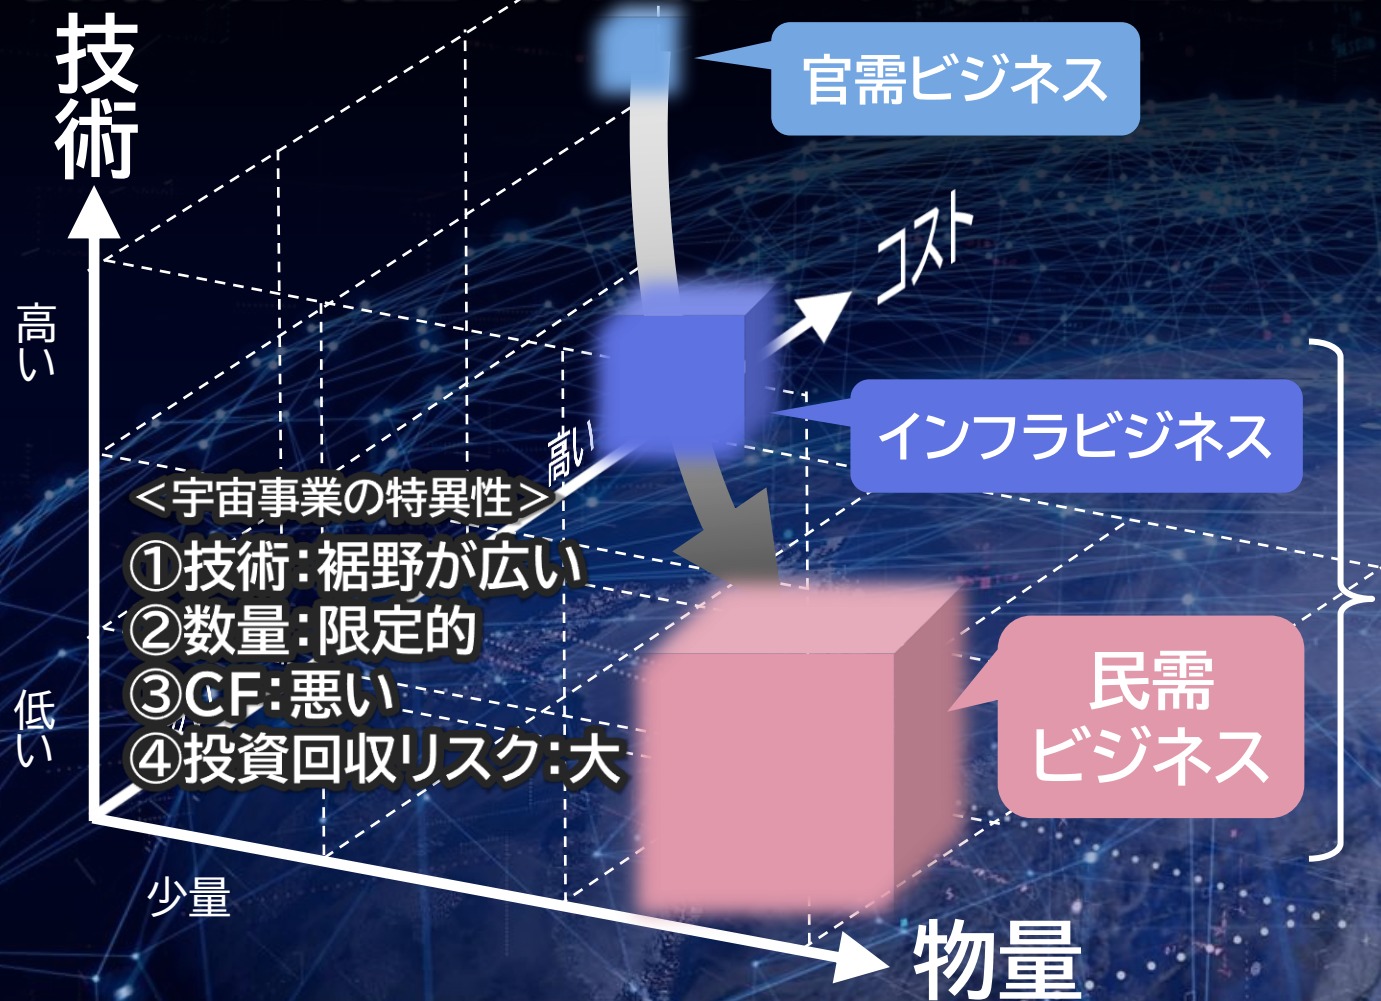 技術
官需ビジネス
コスト
高い
インフラビジネス
高い
＜宇宙事業の特異性＞
①技術：裾野が広い
②数量：限定的
③CF：悪い
④投資回収リスク：大
民需
ビジネス
低い
少量
物量